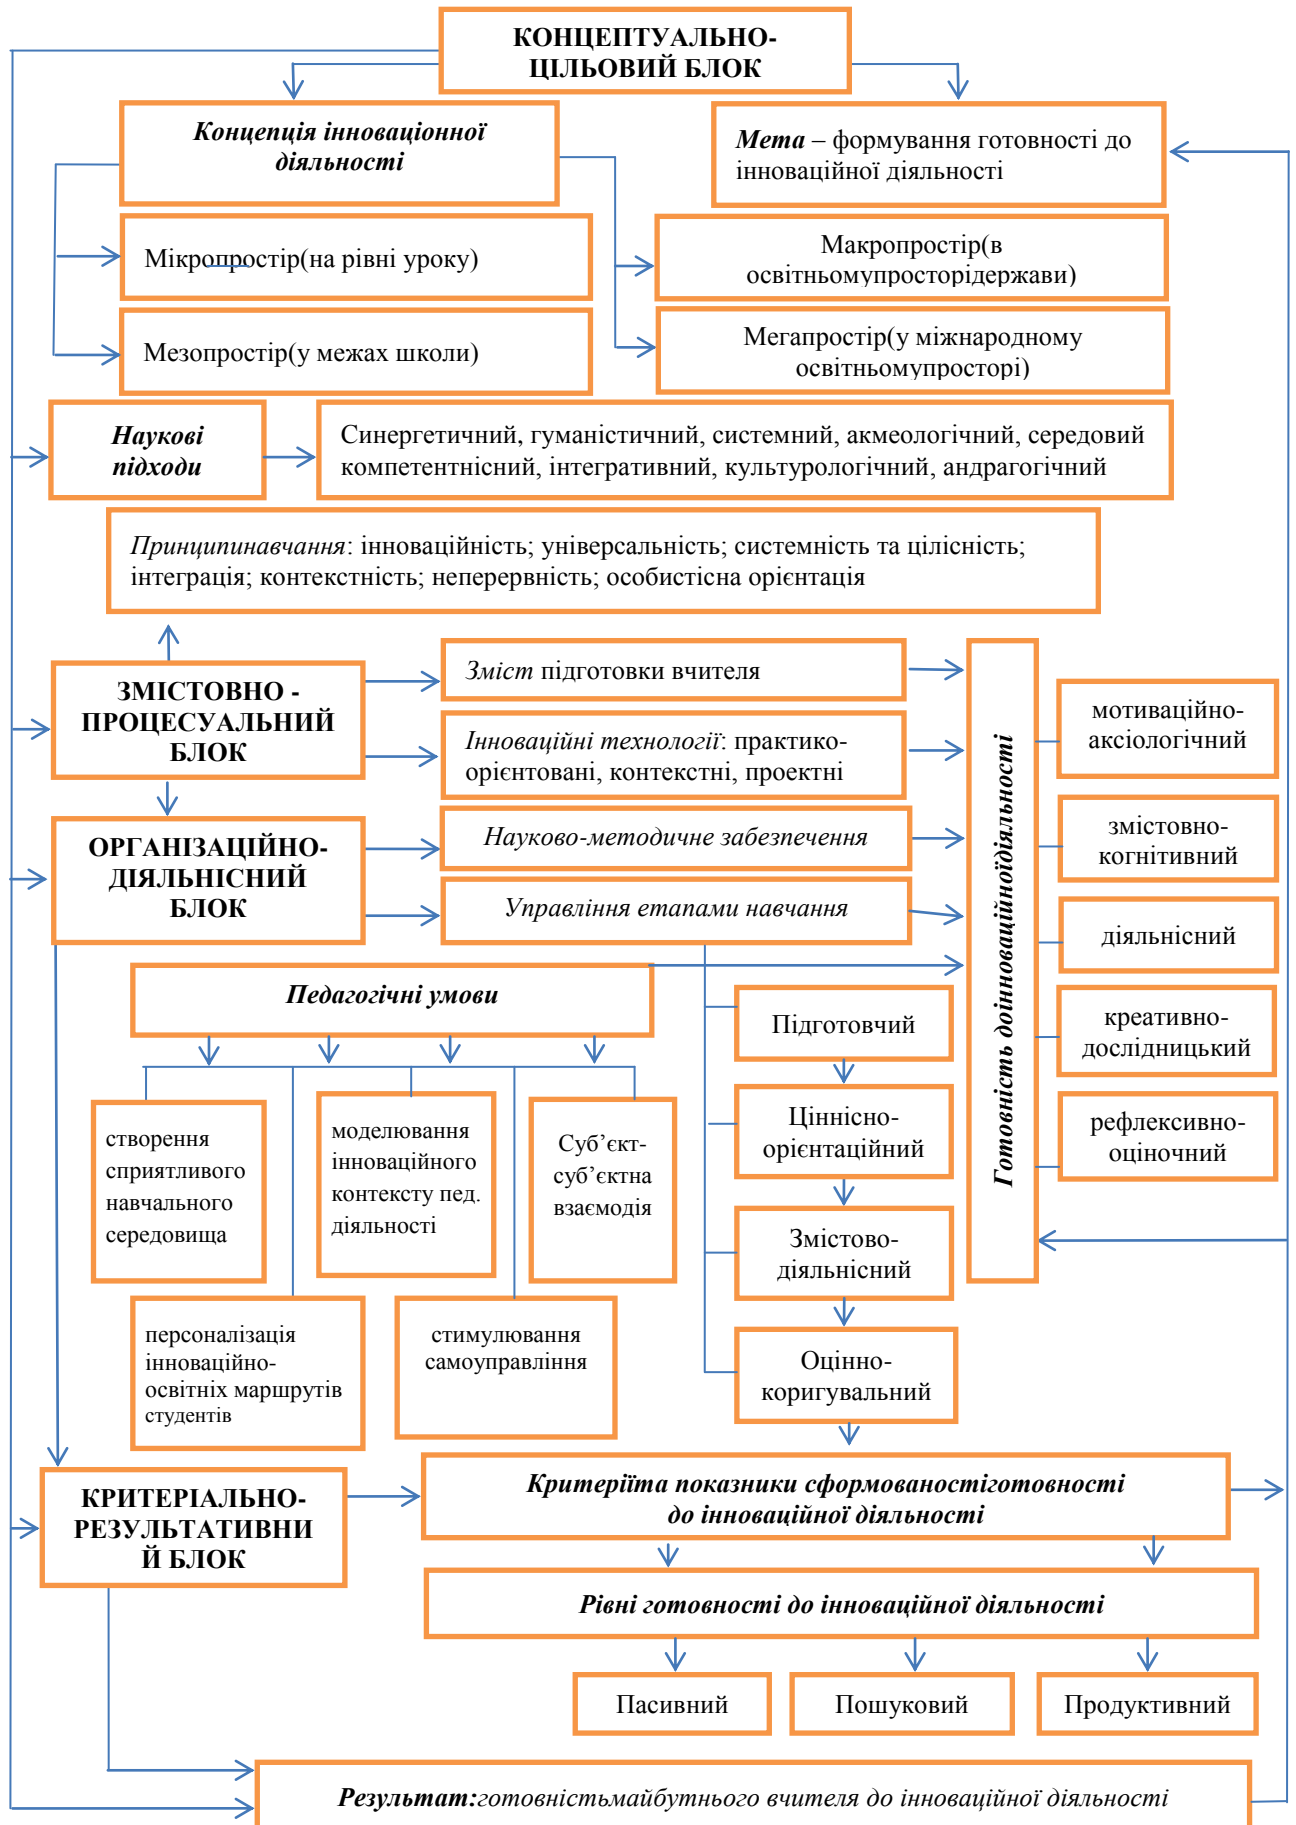 КОНЦЕПТУАЛЬНО-
ЦІЛЬОВИЙ БЛОК
Концепція інноваціонної
діяльності
Мета – формування готовності до
інноваційної діяльності
Мікропростір(на рівні уроку)
Макропростір(в
освітньомупросторідержави)
Мезопростір(у межах школи)
Мегапростір(у міжнародному
освітньомупросторі)
Наукові
підходи
Синергетичний, гуманістичний, системний, акмеологічний, середовий
компетентнісний, інтегративний, культурологічний, андрагогічний
Принципинавчання: інноваційність; універсальність; системність та цілісність;
інтеграція; контекстність; неперервність; особистісна орієнтація
ЗМІСТОВНО -
ПРОЦЕСУАЛЬНИЙ
БЛОК
Зміст підготовки вчителя
Інноваційні технології: практико-
орієнтовані, контекстні, проектні
ОРГАНІЗАЦІЙНО-
ДІЯЛЬНІСНИЙ
БЛОК
Науково-методичне забезпечення
Управління етапами навчання
Готовність доінноваційноїдіяльності
мотиваційно-
аксіологічний
змістовно-
когнітивний
діяльнісний
креативно-
дослідницький
рефлексивно-
оціночний
Педагогічні умови
створення
сприятливого
навчального
середовища
моделювання
інноваційного
контексту пед.
діяльності
Суб’єкт-
суб’єктна
взаємодія
персоналізація
інноваційно-
освітніх маршрутів
студентів
стимулювання
самоуправління
Підготовчий
Ціннісно-
орієнтаційний
Змістово-
діяльнісний
Оцінно-
коригувальний
КРИТЕРІАЛЬНО-
РЕЗУЛЬТАТИВНИ
Й БЛОК
Критеріїта показники сформованостіготовності
до інноваційної діяльності
Рівні готовності до інноваційної діяльності
Пасивний
Пошуковий
Продуктивний
Результат:готовністьмайбутнього вчителя до інноваційної діяльності